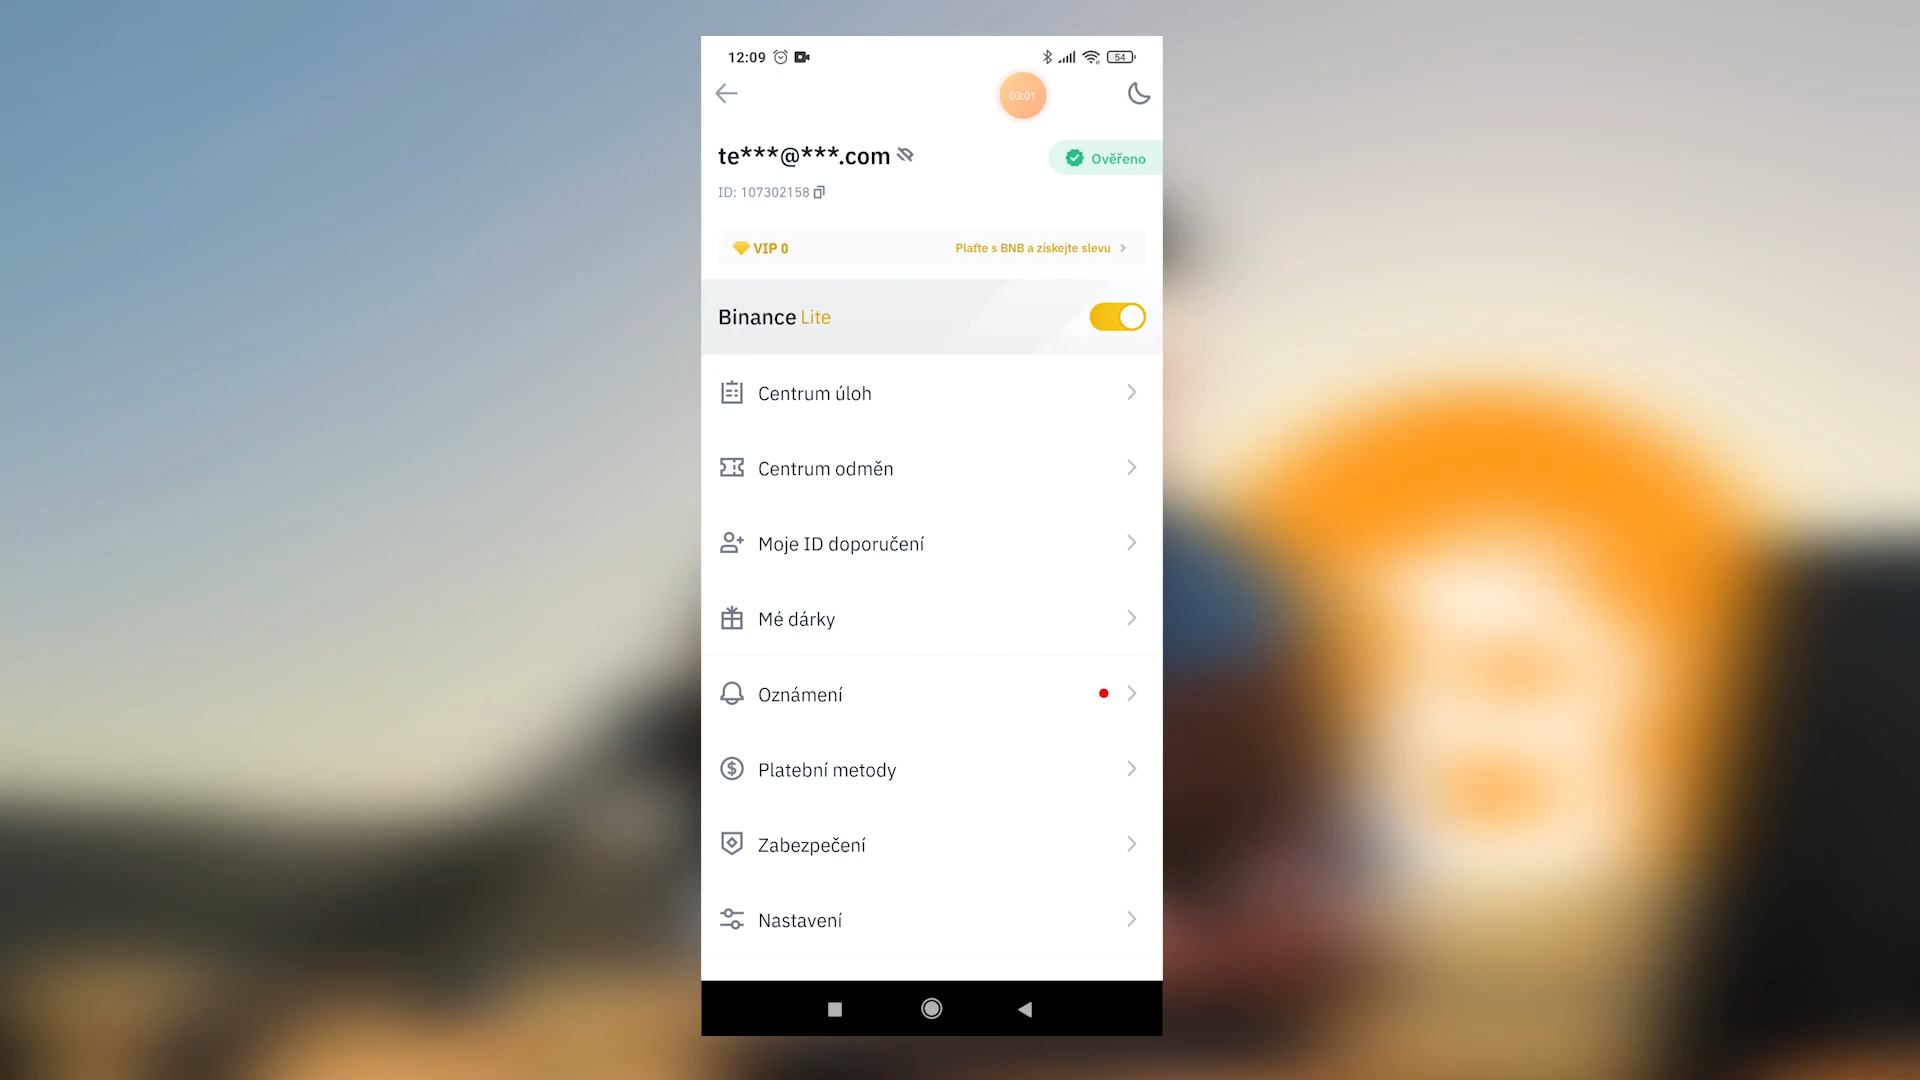 12:09
54
03:01
te***@***.com
Ověřeno
ID: 107302158
VIP 0
Plaťte s BNB a získejte slevu
Binance Lite
Centrum úloh
Centrum odměn
Moje ID doporučení
Mé dárky
Oznámení
Platební metody
Zabezpečení
Nastavení